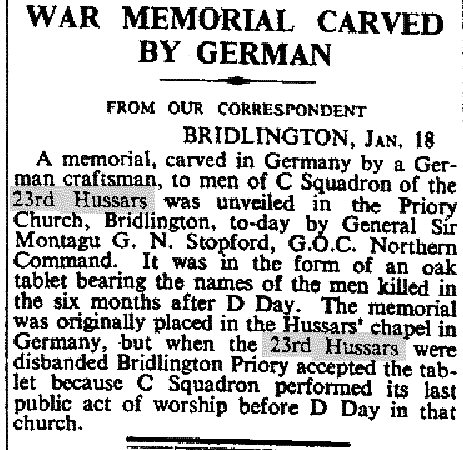 WAR MEMORIAL CARVED
BY GERMAN
FROM OUR CORRESPONDENT
BRIDLINGTON, JAN. 18
A memorial, carved in Germany by a Ger-
man craftsman, to men of C Squadron of the
23rd Hussars was unveiled in the Priory
Church, Bridlington, to-day by General Sir
Montagu G. N. Stopford, G.O.C. Northern
Command. It was in the form of an oak
tablet bearing the names of the men killed in
the six months after D Day. The memorial
was originally placed in the Hussars' chapel in
Germany, but when the 23rd Hussars were
disbanded Bridlington Priory accepted the tab-
let because C Squadron performed its last
public act of worship before D Day in that
church.